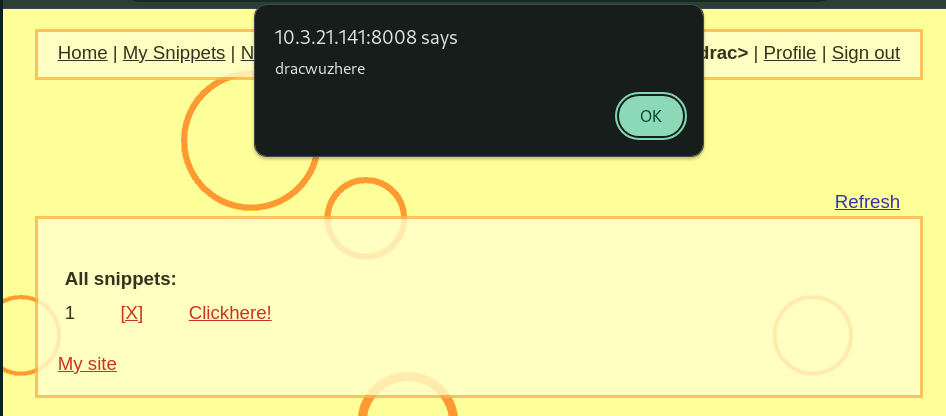 10.3.21.141:8008 says
dracwuzhere
OK
Home | My Snippets | N
drac> | Profile | Sign out
Refresh
All snippets:
1 [X] Clickhere!
My site